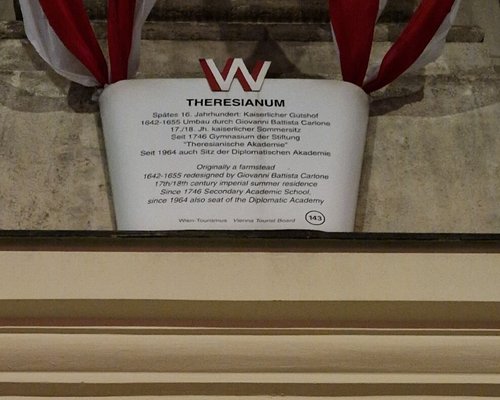 W
THERESIANUM
Spätes 16. Jahrhundert: Kaiserlicher Gutshof
1642-1655 Umbau durch Giovanni Battista Carlone
17./18. Jh. kaiserlicher Sommersitz
Seit 1746 Gymnasium der Stiftung
"Theresianische Akademie"
Seit 1964 auch Sitz der Diplomatischen Akademie
Originally a farmstead
1642-1655 redesigned by Giovanni Battista Carlone
17th/18th century imperial summer residence
Since 1746 Secondary Academic School,
since 1964 also seat of the Diplomatic Academy
Wien-Tourismus Vienna Tourist Board 143